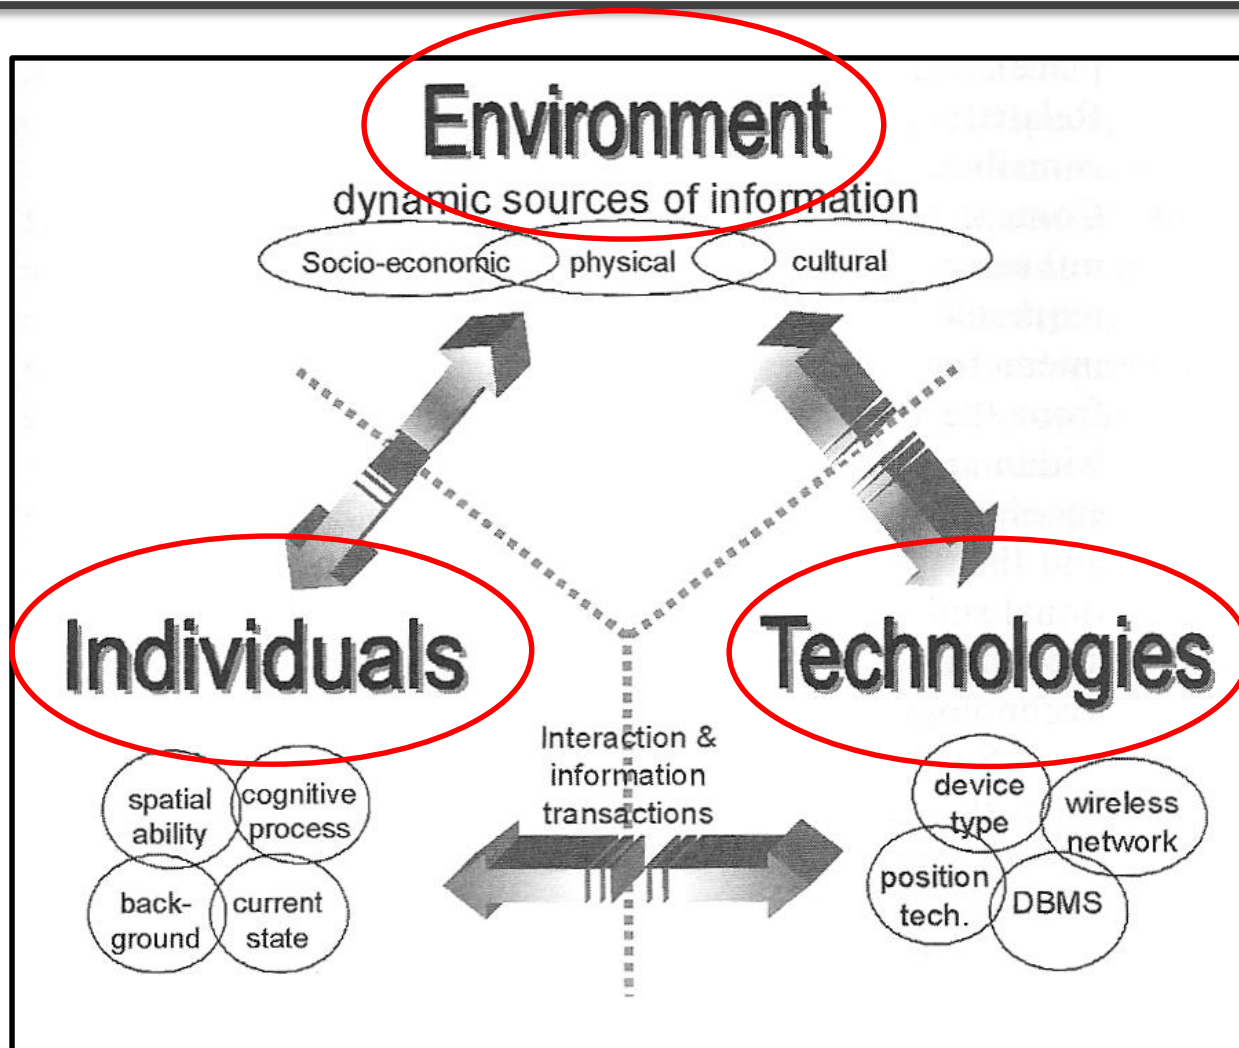 Environment
dynamic sources of information
Socio-economic
physical
cultural
Individuals
Technologies
Interaction &
information
transactions
spatial
ability
cognitive
process
back-
ground
current
state
device
type
wireless
network
position
tech.
DBMS